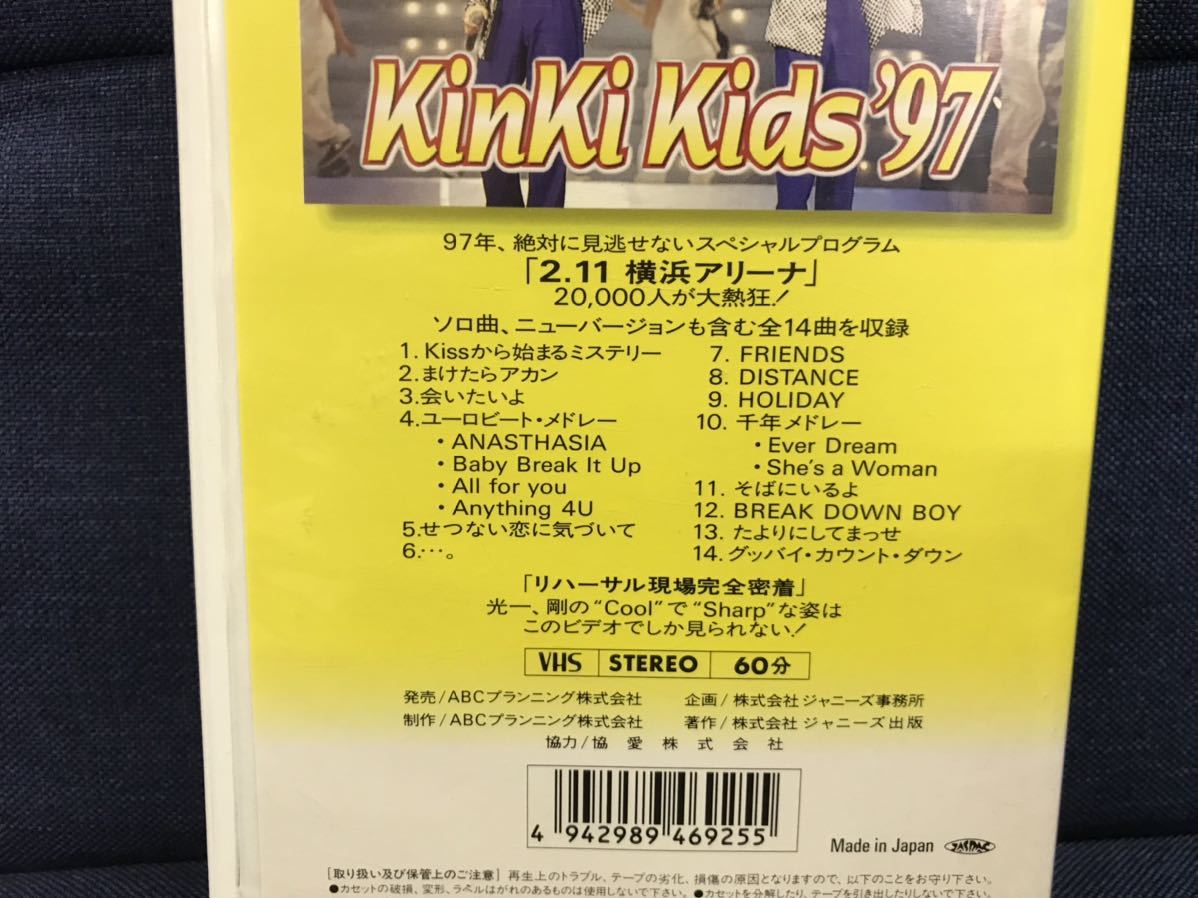 KinKi Kids '97
97年、絶対に見逃せないスペシャルプログラム
「2.11 横浜アリーナ」
20,000人が大熱狂!
ソロ曲、ニューバージョンも含む全14曲を収録
1. Kissから始まるミステリー
2. まけたらアカン
3. 会いたいよ
4. ユーロビート・メドレー
・ANASTHASIA
・Baby Break It Up
・All for you
・Anything 4U
5. せつない恋に気づいて
6. …。
7. FRIENDS
8. DISTANCE
9. HOLIDAY
10. 千年メドレー
・Ever Dream
・She's a Woman
11. そばにいるよ
12. BREAK DOWN BOY
13. たよりにしてまっせ
14. グッバイ・カウント・ダウン
「リハーサル現場完全密着」
光一、剛の“Cool”で“Sharp”な姿は
このビデオでしか見られない!
VHS STEREO 60分
発売/ABCプランニング株式会社 企画/株式会社ジャニーズ事務所
制作/ABCプランニング株式会社 著作/株式会社ジャニーズ出版
協力/協愛株式会社
4 942989 469255
Made in Japan JASRAC
[取り扱い及び保管上のご注意] 再生上のトラブル、テープの劣化、損傷の原因となりますので、以下のことをお守り下さい。
●カセットの破損、変形、ラベルはがれのあるものは使用しないで下さい。●カセットを分解したり、テープを引き出したりしないで下さい。